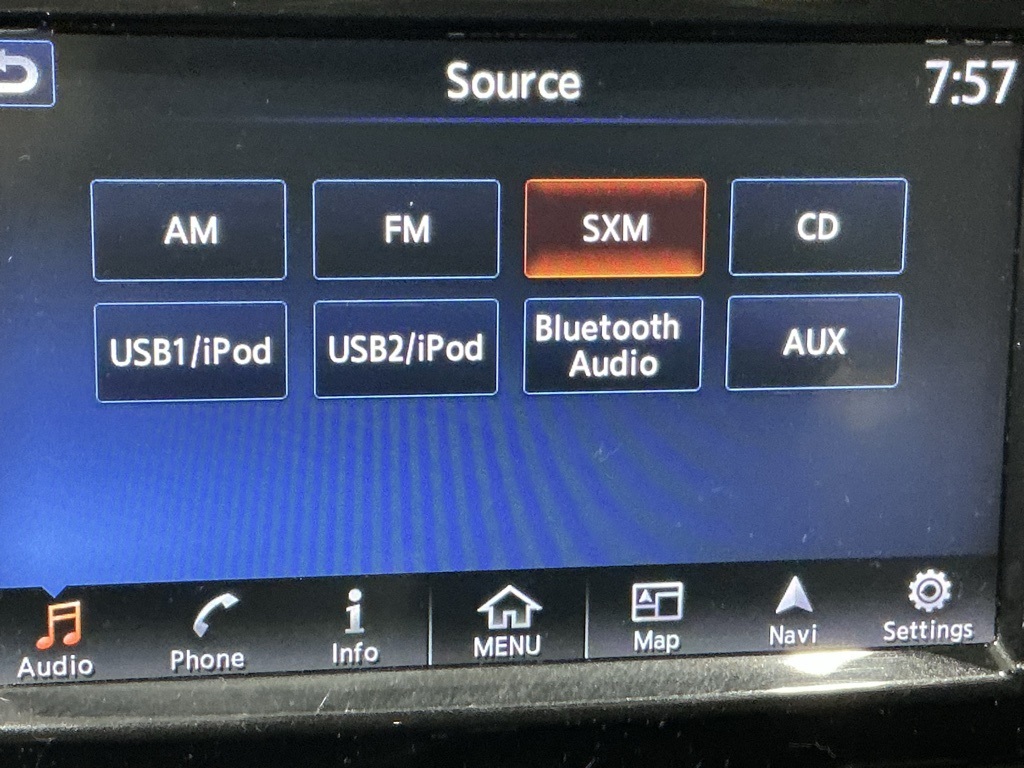 Source
7:57
AM
FM
SXM
CD
USB1/iPod
USB2/iPod
Bluetooth
Audio
AUX
Audio
Phone
Info
MENU
Map
Navi
Settings